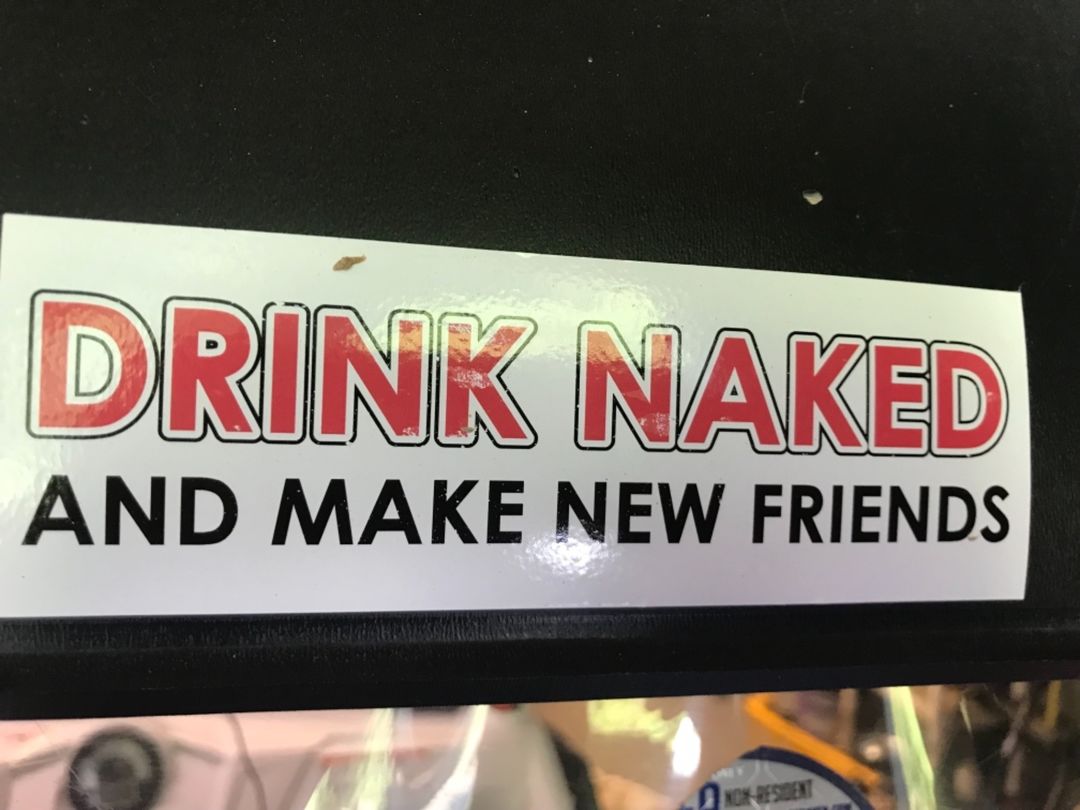 DRINK NAKED
AND MAKE NEW FRIENDS
NON-RESIDENT